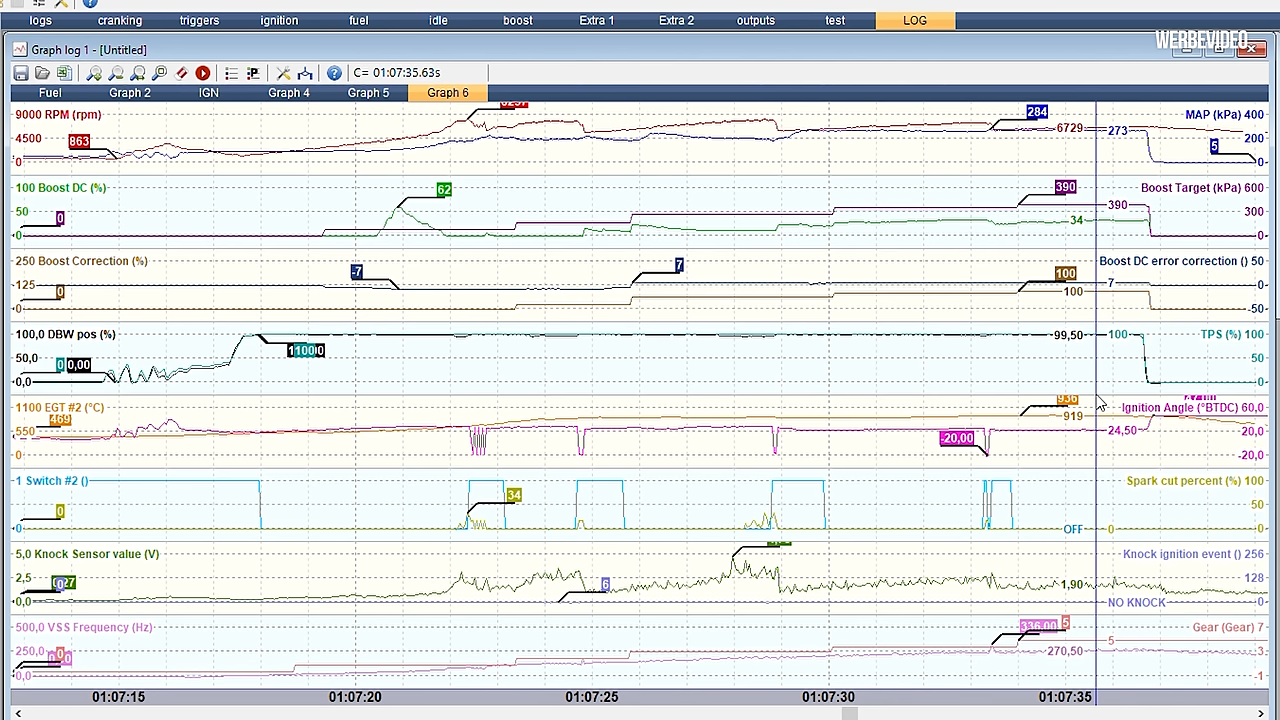 logs cranking triggers ignition fuel idle boost Extra 1 Extra 2 outputs test LOG
WERBEVIDEO
Graph log 1 - [Untitled]
C= 01:07:35.63s
Fuel Graph 2 IGN Graph 4 Graph 5 Graph 6
9000 RPM (rpm) 284 MAP (kPa) 400
4500 863 6729 273 200
0 5 0
100 Boost DC (%) 62 390 Boost Target (kPa) 600
50 0 390 34 300
0 0
250 Boost Correction (%) -7 7 100 Boost DC error correction () 50
125 0 100 7 0
0 -50
100,0 DBW pos (%) 99,50 100 TPS (%) 100
50,0 0 0,00 50
0,0 0
1100 EGT #2 (°C) 936 Ignition Angle (°BTDC) 60,0
550 469 919 24,50 20,0
0 -20,00 -20,0
1 Switch #2 () 34 Spark cut percent (%) 100
0 50
0 OFF 0 0
5,0 Knock Sensor value (V) Knock ignition event () 256
2,5 6 1,90 128
0,0 NO KNOCK 0
500,0 VSS Frequency (Hz) 336,00 5 Gear (Gear) 7
250,0 0 270,50 5 3
0,0 -1
01:07:15 01:07:20 01:07:25 01:07:30 01:07:35